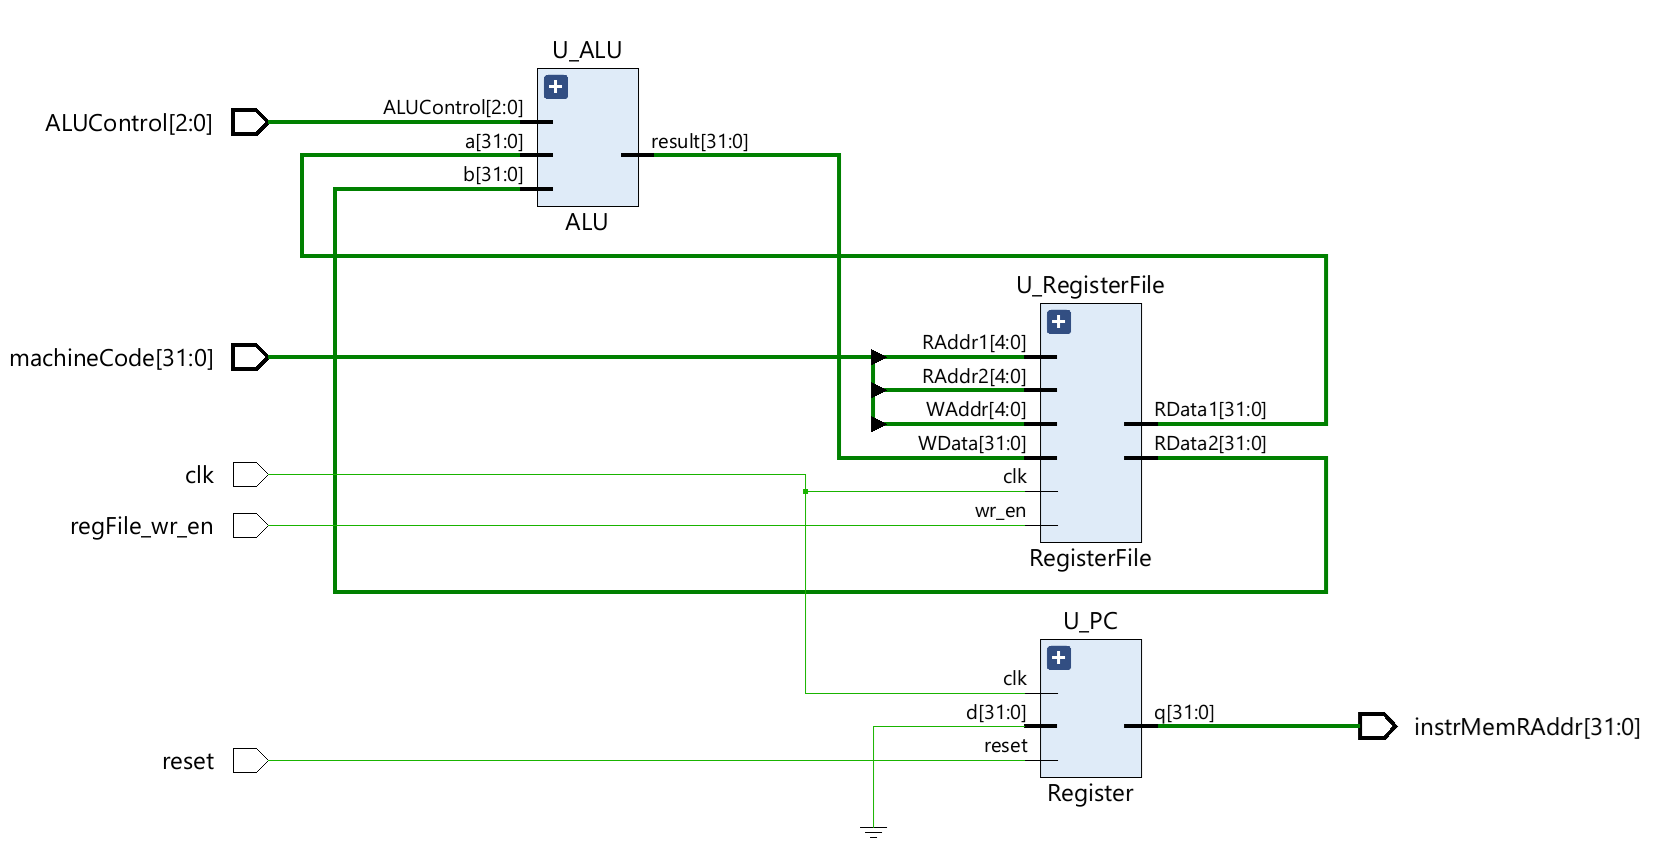 U_ALU
ALUControl[2:0]
ALUControl[2:0]
a[31:0]
result[31:0]
b[31:0]
ALU
U_RegisterFile
machineCode[31:0]
RAddr1[4:0]
RAddr2[4:0]
WAddr[4:0]
RData1[31:0]
WData[31:0]
RData2[31:0]
clk
clk
regFile_wr_en
wr_en
RegisterFile
U_PC
clk
d[31:0]
q[31:0]
instrMemRAddr[31:0]
reset
reset
Register